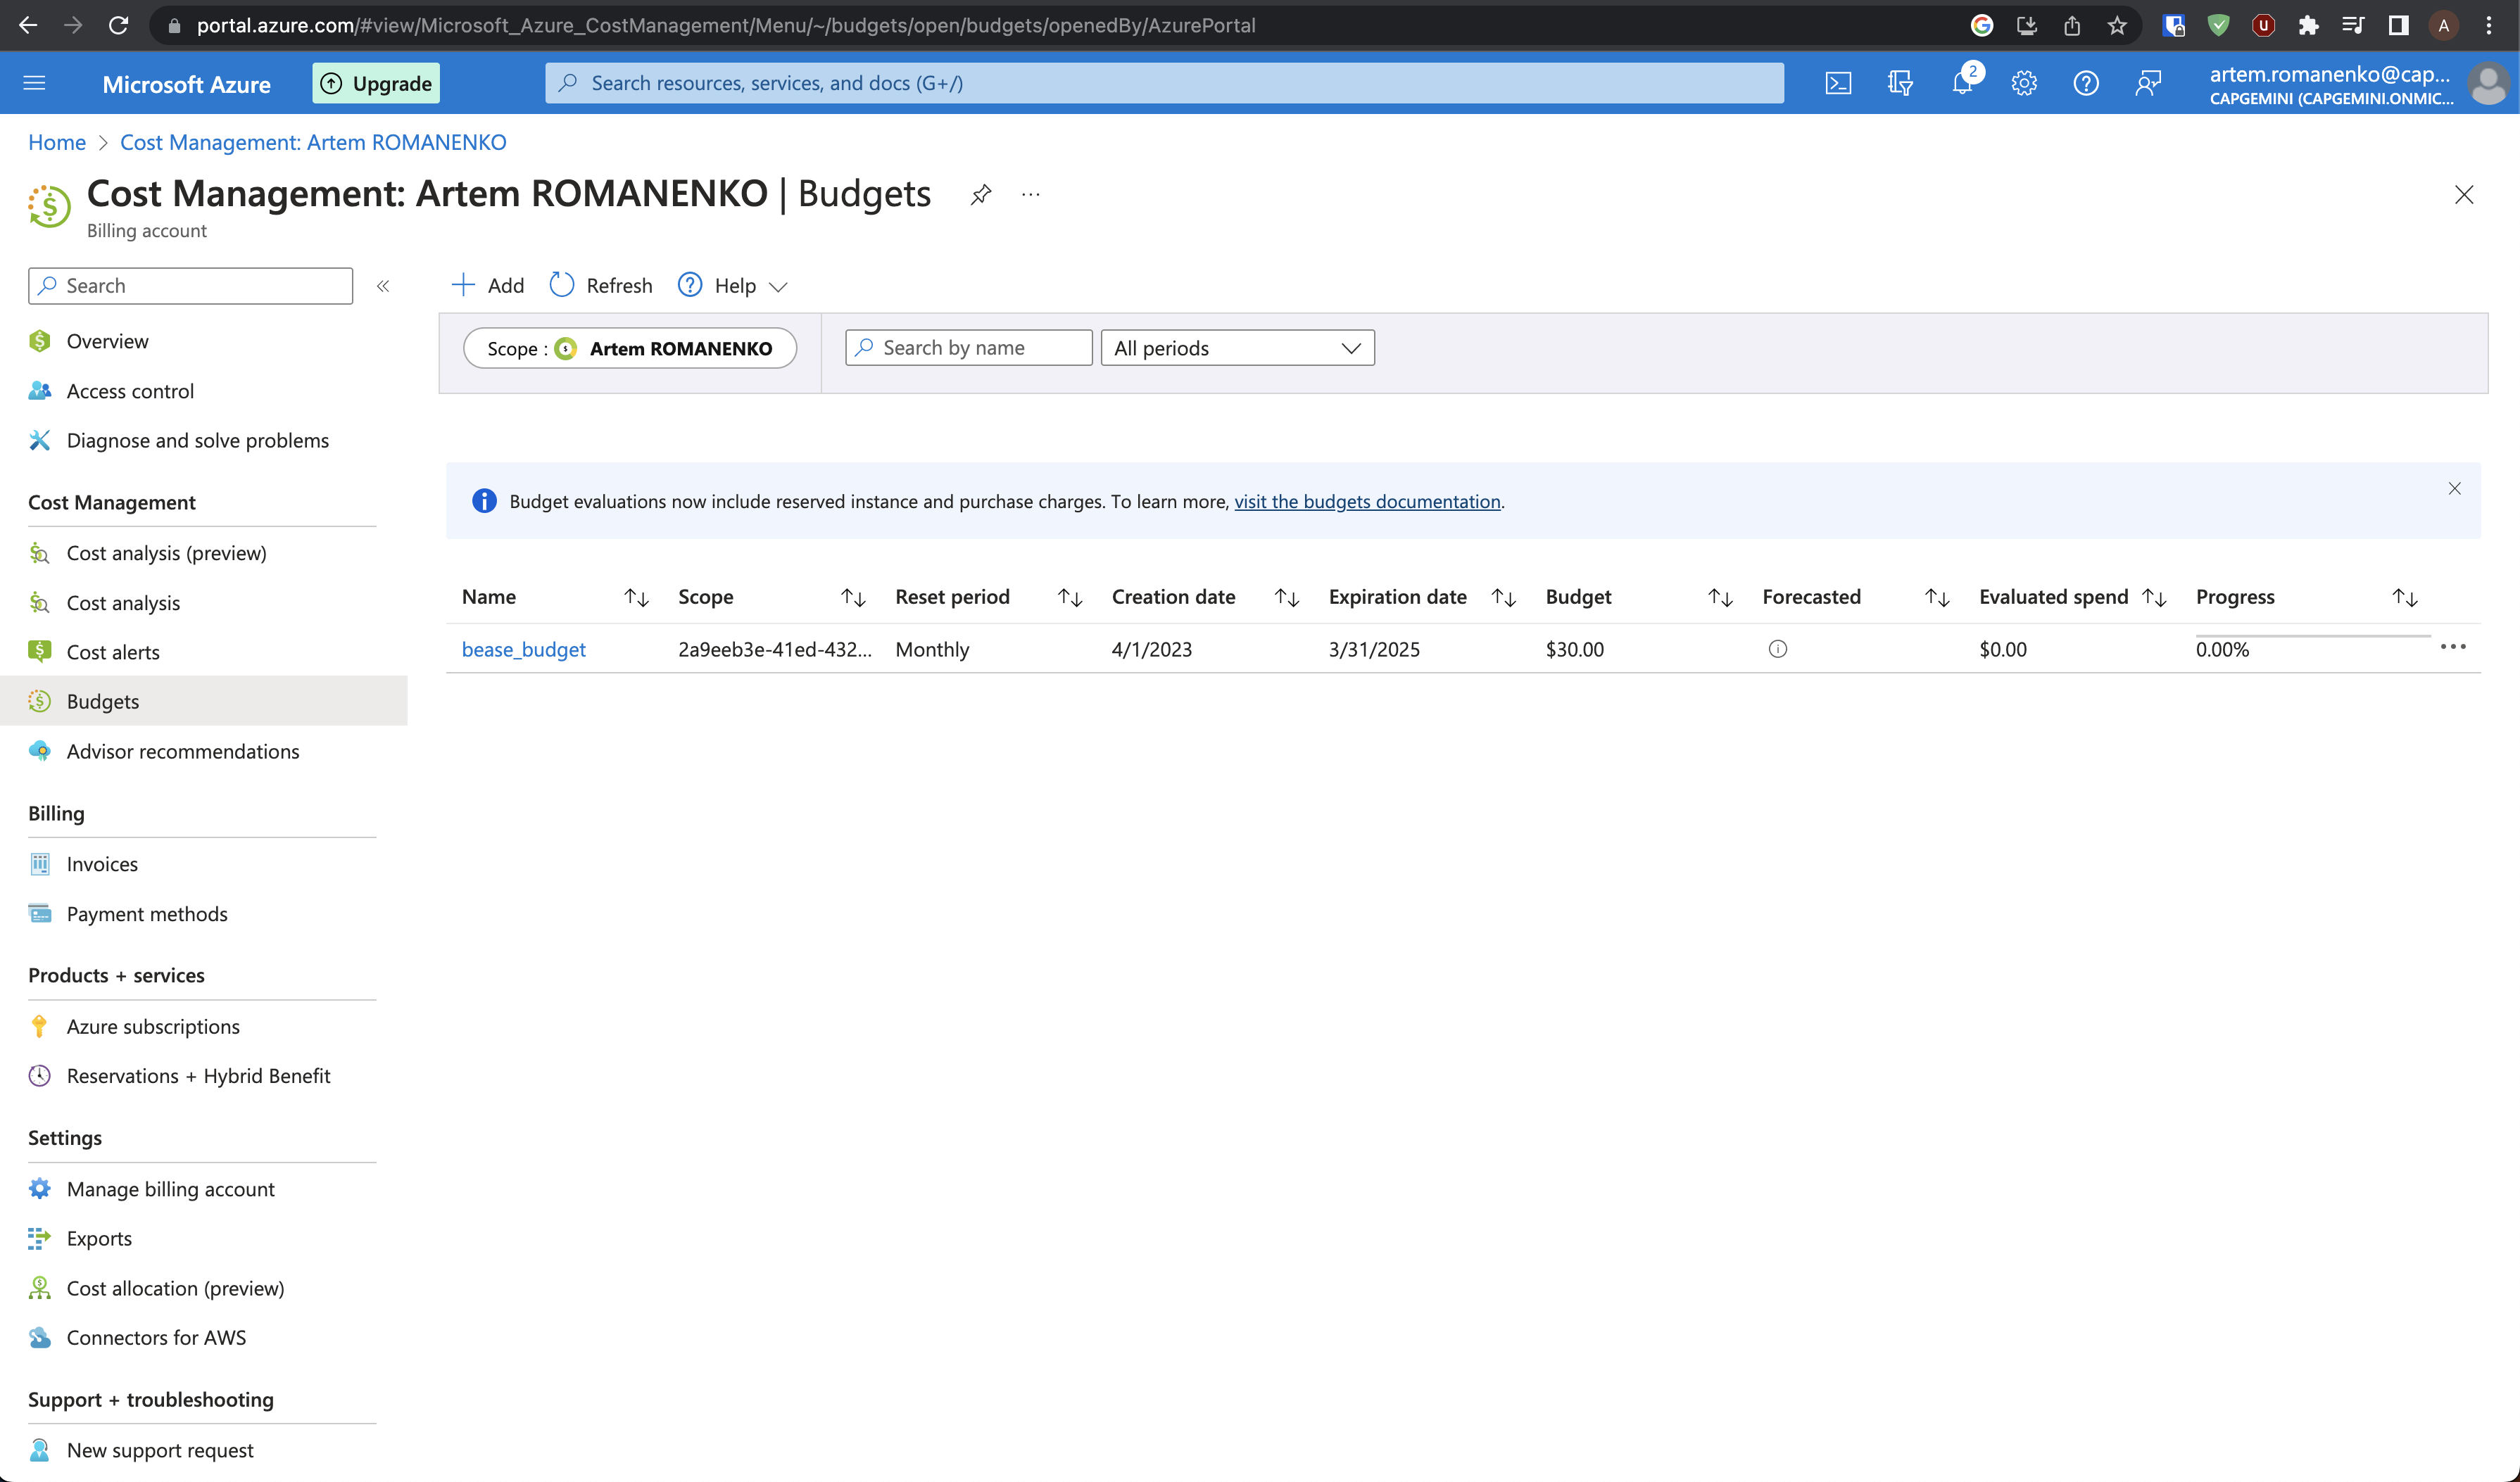 portal.azure.com/#view/Microsoft_Azure_CostManagement/Menu/~/budgets/open/budgets/openedBy/AzurePortal
A
Microsoft Azure
Upgrade
Search resources, services, and docs (G+/)
2
artem.romanenko@cap...
CAPGEMINI (CAPGEMINI.ONMIC...
Home > Cost Management: Artem ROMANENKO
Cost Management: Artem ROMANENKO | Budgets
Billing account
Search
Overview
Access control
Diagnose and solve problems
Cost Management
Cost analysis (preview)
Cost analysis
Cost alerts
Budgets
Advisor recommendations
Billing
Invoices
Payment methods
Products + services
Azure subscriptions
Reservations + Hybrid Benefit
Settings
Manage billing account
Exports
Cost allocation (preview)
Connectors for AWS
Support + troubleshooting
New support request
Add Refresh Help
Scope : Artem ROMANENKO
Search by name
All periods
Budget evaluations now include reserved instance and purchase charges. To learn more, visit the budgets documentation.
Name Scope Reset period Creation date Expiration date Budget Forecasted Evaluated spend Progress
bease_budget 2a9eeb3e-41ed-432... Monthly 4/1/2023 3/31/2025 $30.00 $0.00 0.00%